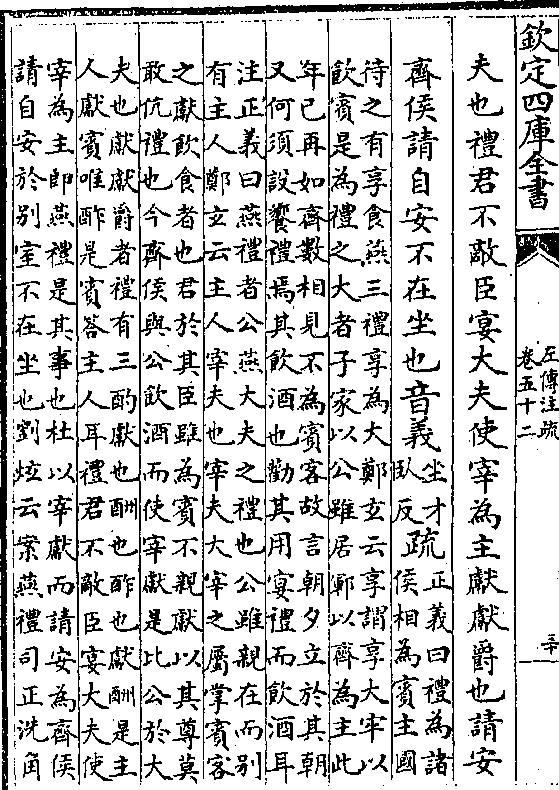 欽定四庫全書
左傳注疏
卷五十二
三十
夫也禮君不敵臣宴大夫使宰為主獻獻爵也請安
齊侯請自安不在坐也音義坐才臥反疏正義曰禮為諸侯相為賓主國
待之有享食燕三禮享為大鄭玄云享謂享大牢以
飲賓是為禮之大者子家以公雖居鄆以齊為主此
年已再如齊數相見不為賓客故言朝夕立於其朝
又何須設饗禮焉其飲酒也勸其用宴禮而飲酒耳
注正義曰燕禮者公燕大夫之禮也公雖親在而別
有主人鄭玄云主人宰夫也宰夫大宰之屬掌賓客
之獻飲食者也君於其臣雖為賓不親獻以其尊莫
敢伉禮也今齊侯與公飲酒而使宰獻是比公於大
夫也獻獻爵者禮有三酌獻也酬也酢也獻酬是主
人獻賓唯酢是賓答主人耳禮君不敵臣宴大夫使
宰為主即燕禮是其事也杜以宰獻而請安為齊侯
請自安於別室不在坐也劉炫云案燕禮司正洗角